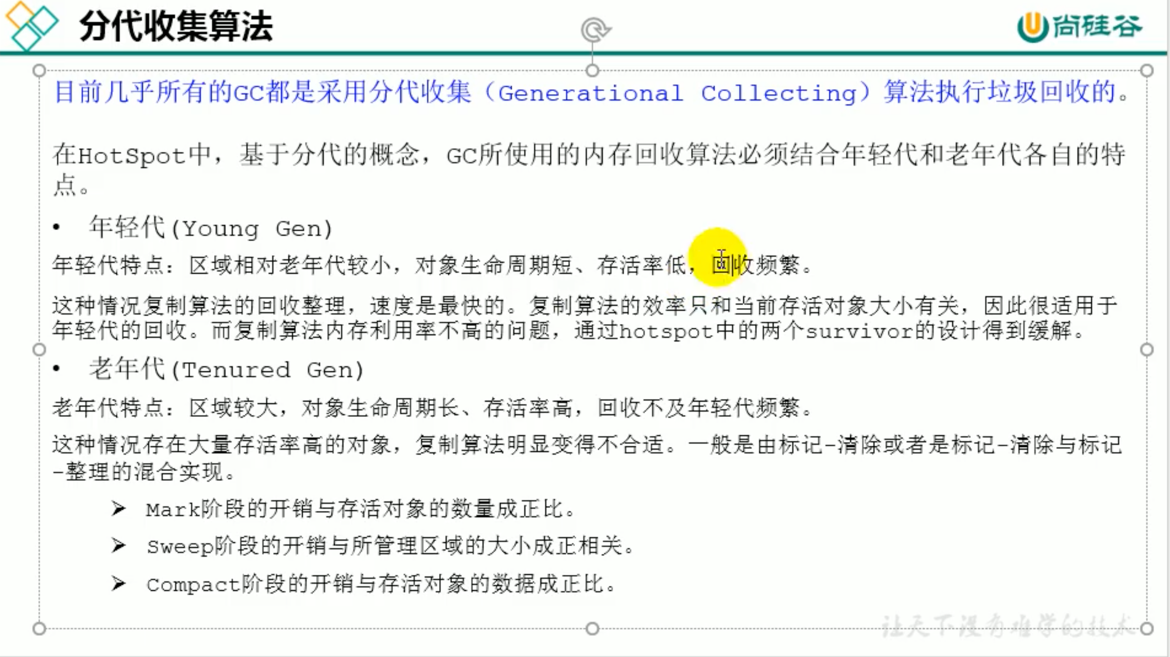 分代收集算法
尚硅谷
目前几乎所有的GC都是采用分代收集（Generational Collecting）算法执行垃圾回收的。
在HotSpot中，基于分代的概念，GC所使用的内存回收算法必须结合年轻代和老年代各自的特
点。
• 年轻代(Young Gen)
年轻代特点：区域相对老年代较小，对象生命周期短、存活率低，回收频繁。
这种情况复制算法的回收整理，速度是最快的。复制算法的效率只和当前存活对象大小有关，因此很适用于
年轻代的回收。而复制算法内存利用率不高的问题，通过hotspot中的两个survivor的设计得到缓解。
• 老年代(Tenured Gen)
老年代特点：区域较大，对象生命周期长、存活率高，回收不及年轻代频繁。
这种情况存在大量存活率高的对象，复制算法明显变得不合适。一般是由标记-清除或者是标记-清除与标记
-整理的混合实现。
➢ Mark阶段的开销与存活对象的数量成正比。
➢ Sweep阶段的开销与所管理区域的大小成正相关。
➢ Compact阶段的开销与存活对象的数据成正比。
让天下没有难学的技术